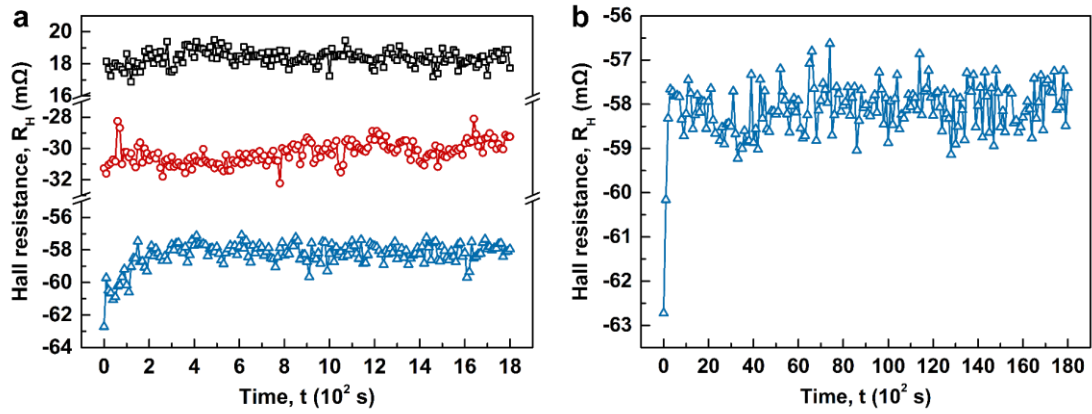 a
Hall resistance, R_H (mΩ)
20
18
16
-28
-30
-32
-56
-58
-60
-62
-64
0 2 4 6 8 10 12 14 16 18
Time, t (10² s)
b
Hall resistance, R_H (mΩ)
-56
-57
-58
-59
-60
-61
-62
-63
0 20 40 60 80 100 120 140 160 180
Time, t (10² s)